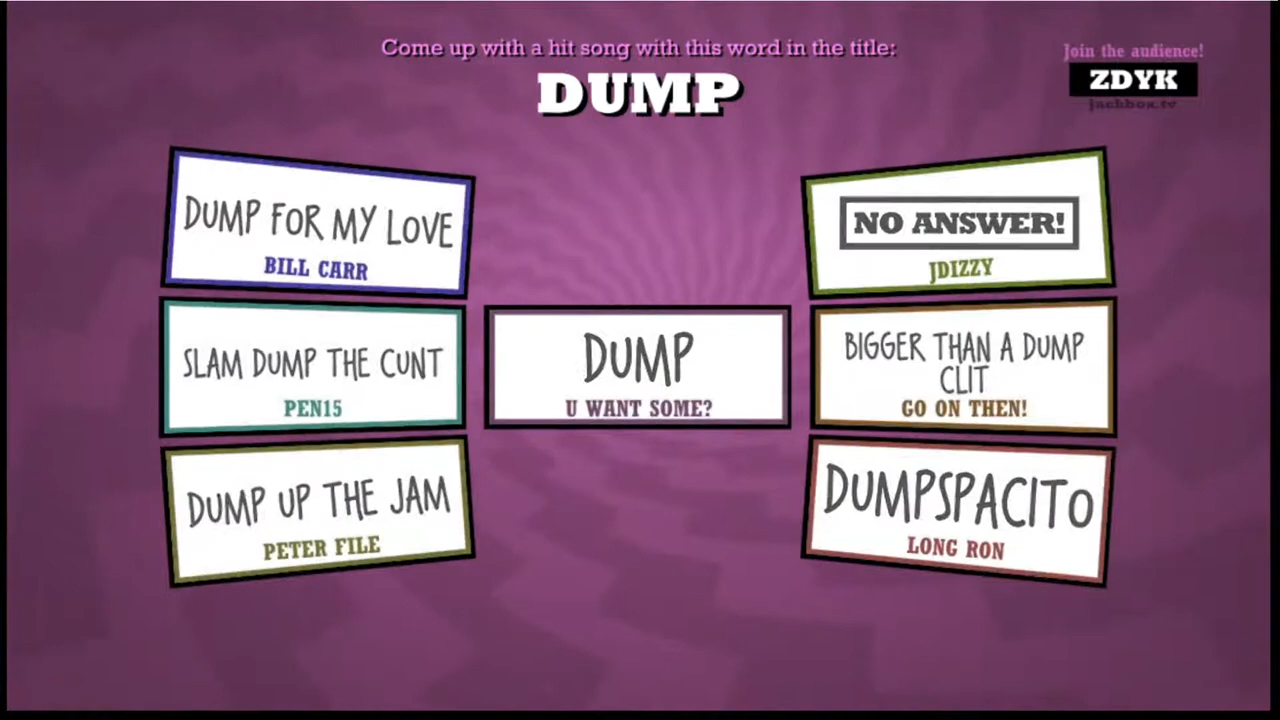 Come up with a hit song with this word in the title:
DUMP
Join the audience!
ZDYK
jackbox.tv
DUMP FOR MY LOVE
BILL CARR
NO ANSWER!
JDIZZY
SLAM DUMP THE CUNT
PEN15
DUMP
U WANT SOME?
BIGGER THAN A DUMP
CLIT
GO ON THEN!
DUMP UP THE JAM
PETER FILE
DUMPSPACITO
LONG RON